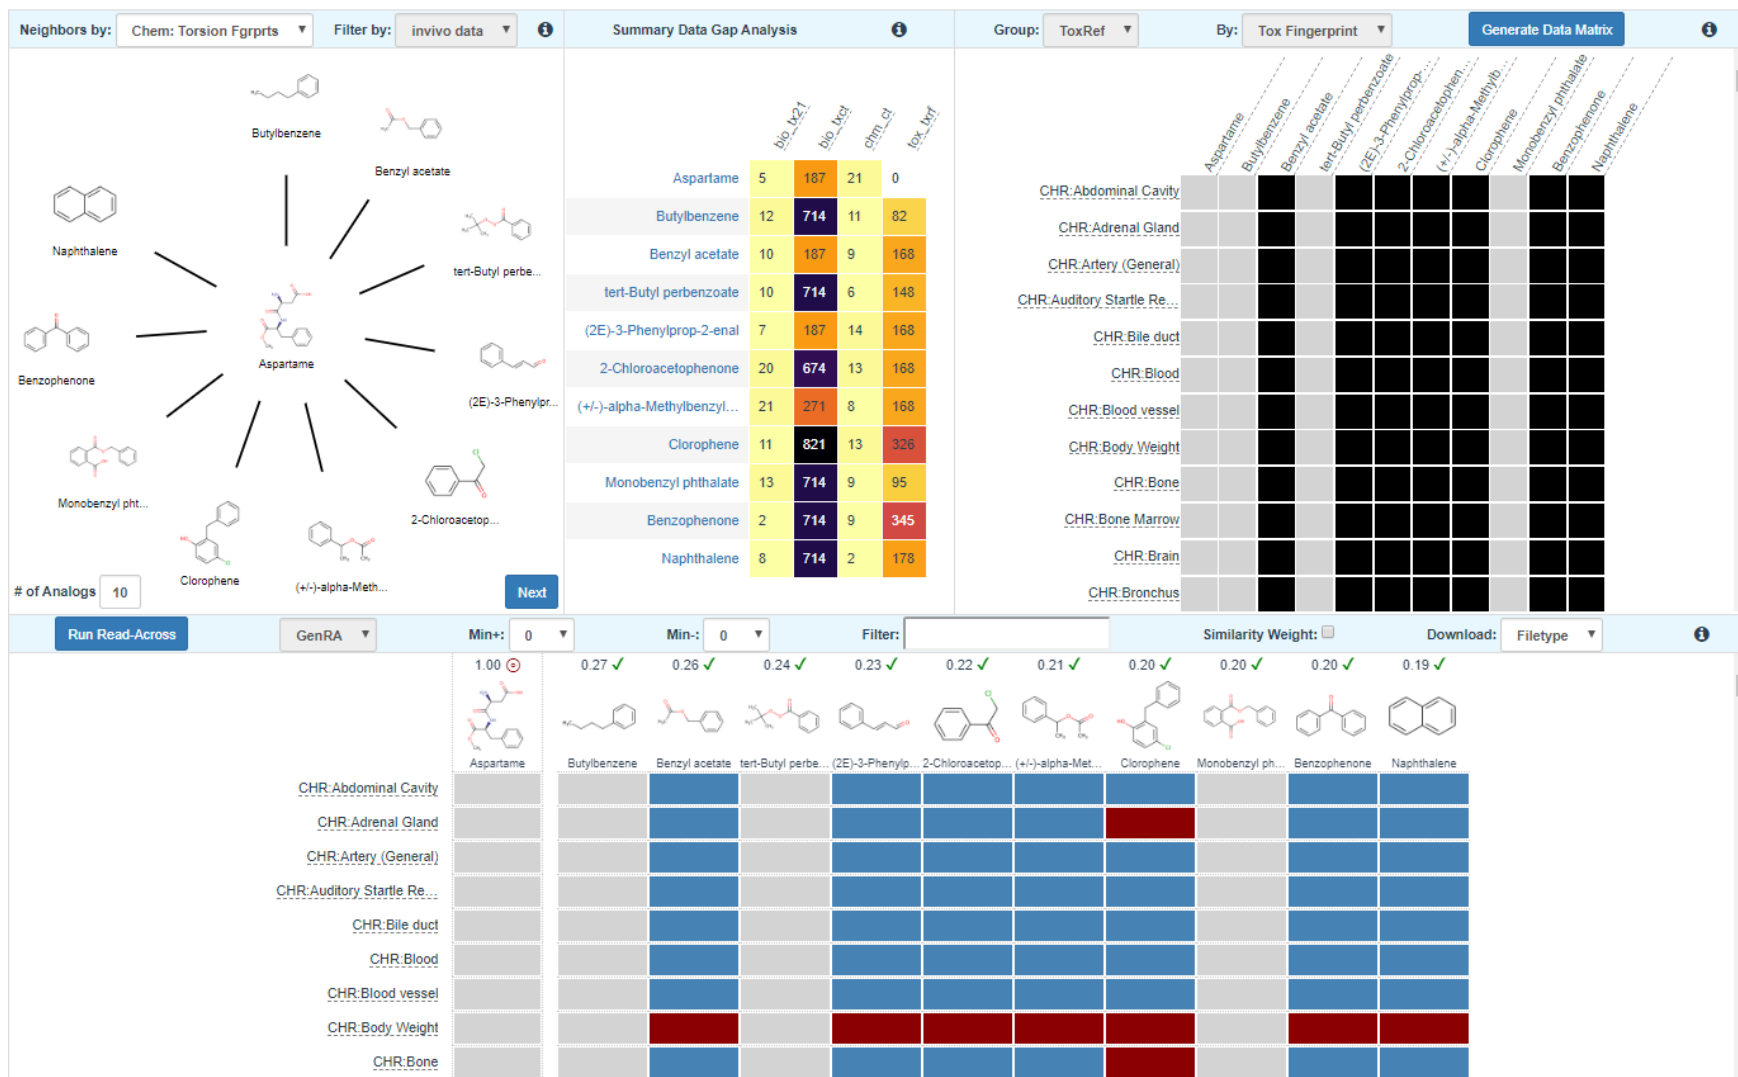 Neighbors by: Chem: Torsion Fgrprts Filter by: invivo data
Summary Data Gap Analysis
Group: ToxRef By: Tox Fingerprint Generate Data Matrix
Butylbenzene
Benzyl acetate
Naphthalene
tert-Butyl perbe...
Aspartame
Benzophenone
(2E)-3-Phenylpr...
Monobenzyl pht...
2-Chloroacetop...
Clorophene
(+/-)-alpha-Meth...
# of Analogs 10 Next
bio_tx21 bio_txct chm_ct tox_txrf
Aspartame 5 187 21 0
Butylbenzene 12 714 11 82
Benzyl acetate 10 187 9 168
tert-Butyl perbenzoate 10 714 6 148
(2E)-3-Phenylprop-2-enal 7 187 14 168
2-Chloroacetophenone 20 674 13 168
(+/-)-alpha-Methylbenzyl... 21 271 8 168
Clorophene 11 821 13 326
Monobenzyl phthalate 13 714 9 95
Benzophenone 2 714 9 345
Naphthalene 8 714 2 178
Aspartame Butylbenzene Benzyl acetate tert-Butyl perbenzoate (2E)-3-Phenylprop-... 2-Chloroacetophen... (+/-)-alpha-Methylb... Clorophene Monobenzyl phthalate Benzophenone Naphthalene
CHR:Abdominal Cavity
CHR:Adrenal Gland
CHR:Artery (General)
CHR:Auditory Startle Re...
CHR:Bile duct
CHR:Blood
CHR:Blood vessel
CHR:Body Weight
CHR:Bone
CHR:Bone Marrow
CHR:Brain
CHR:Bronchus
Run Read-Across GenRA Min+: 0 Min-: 0 Filter: Similarity Weight: Download: Filetype
1.00 0.27 0.26 0.24 0.23 0.22 0.21 0.20 0.20 0.20 0.19
Aspartame Butylbenzene Benzyl acetate tert-Butyl perbe... (2E)-3-Phenylp... 2-Chloroacetop... (+/-)-alpha-Met... Clorophene Monobenzyl ph... Benzophenone Naphthalene
CHR:Abdominal Cavity
CHR:Adrenal Gland
CHR:Artery (General)
CHR:Auditory Startle Re...
CHR:Bile duct
CHR:Blood
CHR:Blood vessel
CHR:Body Weight
CHR:Bone